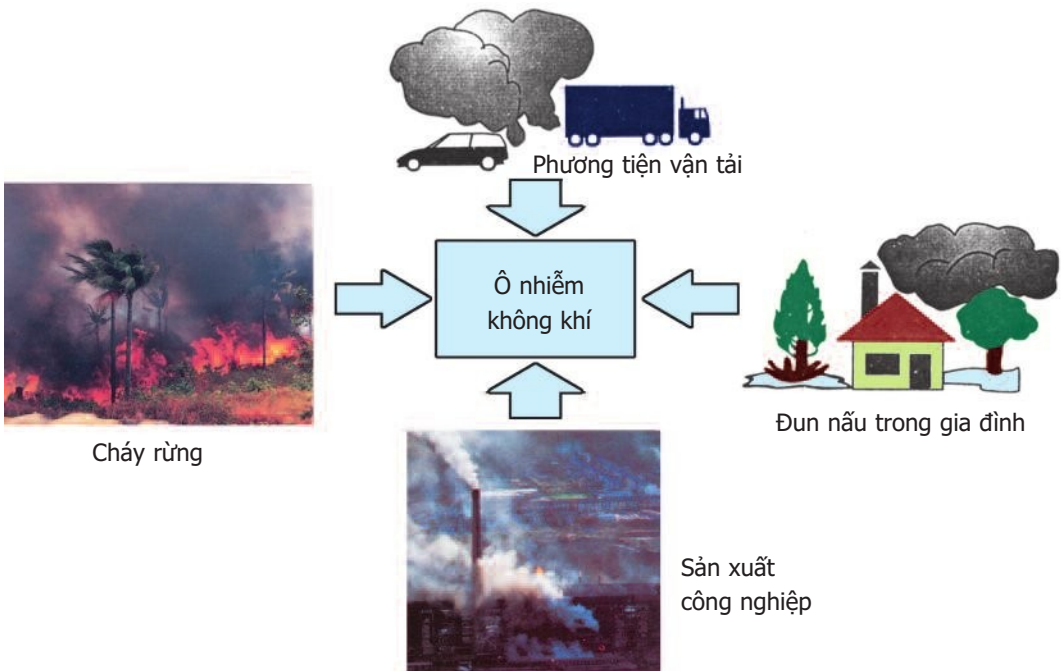 Phương tiện vận tải
Ô nhiễm
không khí
Cháy rừng
Đun nấu trong gia đình
Sản xuất
công nghiệp